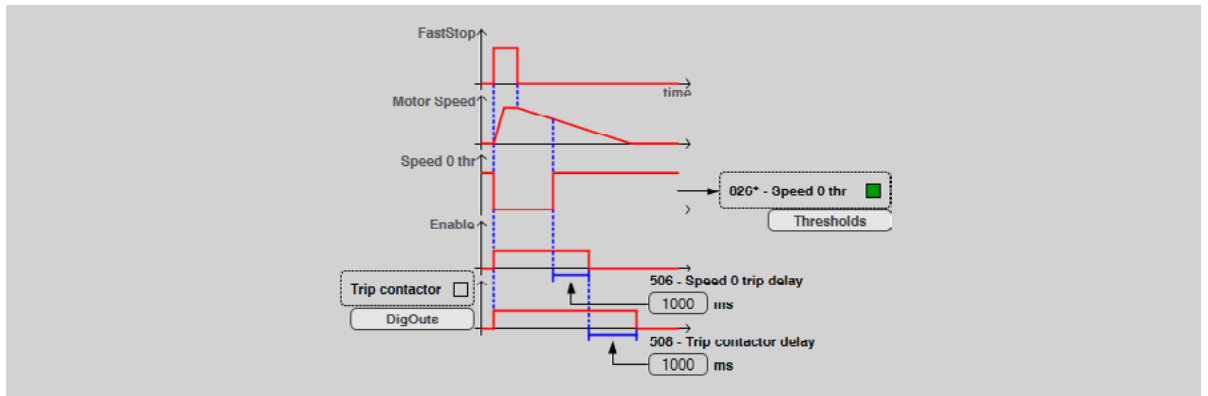 FastStop
time
Motor Speed
Speed 0 thr
826* - Speed 0 thr
Thresholds
Enable
506 - Speed 0 trip delay
1000 ms
Trip contactor
DigOute
508 - Trip contactor delay
1000 ms